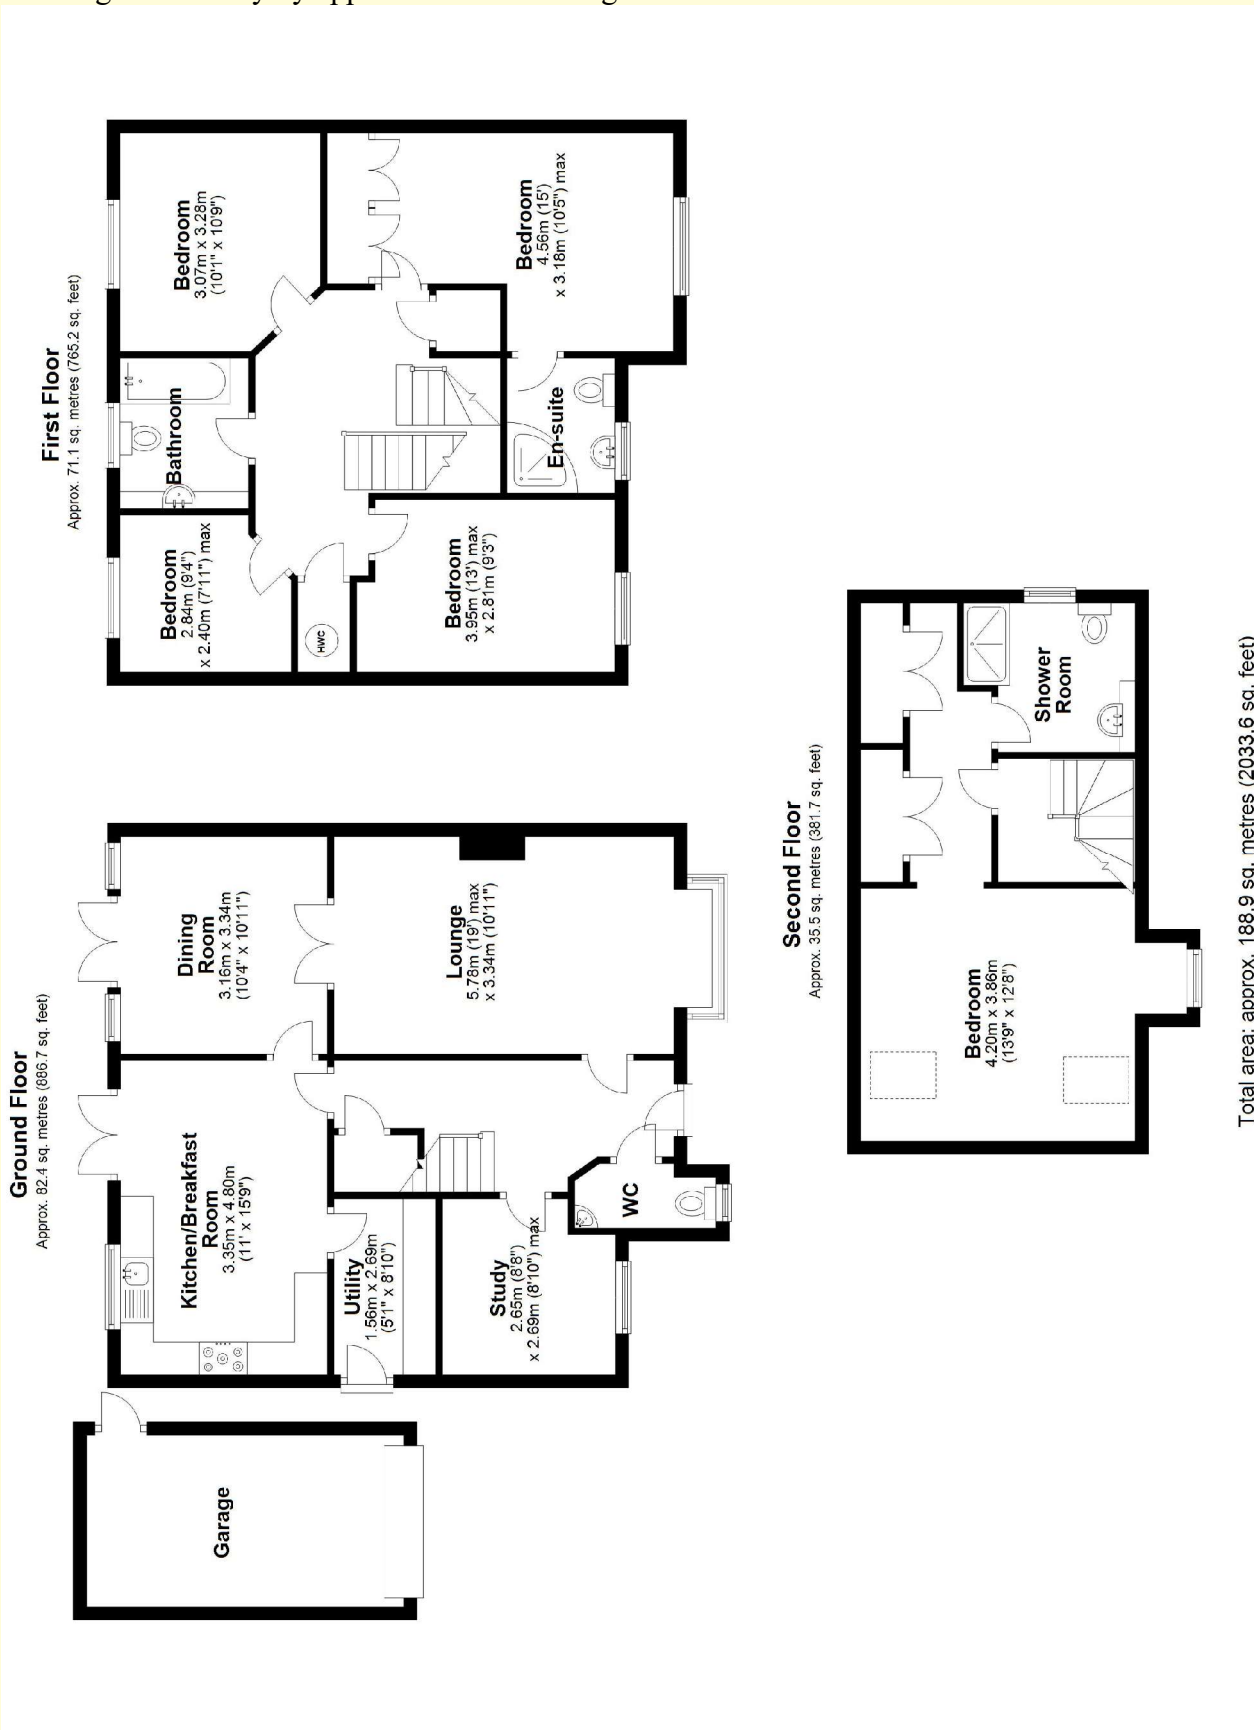 Ground Floor
Approx. 82.4 sq. metres (886.7 sq. feet)
Garage
Kitchen/Breakfast
Room
3.35m x 4.80m
(11' x 15'9")
Dining
Room
3.16m x 3.34m
(10'4" x 10'11")
Utility
1.56m x 2.69m
(5'1" x 8'10")
Lounge
5.78m (19') max
x 3.34m (10'11")
Study
2.65m (8'8")
x 2.69m (8'10") max
WC
First Floor
Approx. 71.1 sq. metres (765.2 sq. feet)
Bedroom
2.84m (9'4")
x 2.40m (7'11") max
Bathroom
Bedroom
3.07m x 3.28m
(10'1" x 10'9")
HWC
Bedroom
3.95m (13') max
x 2.81m (9'3")
En-suite
Bedroom
4.56m (15')
x 3.18m (10'5") max
Second Floor
Approx. 35.5 sq. metres (381.7 sq. feet)
Bedroom
4.20m x 3.86m
(13'9" x 12'8")
Shower
Room
Total area: approx. 188.9 sq. metres (2033.6 sq. feet)